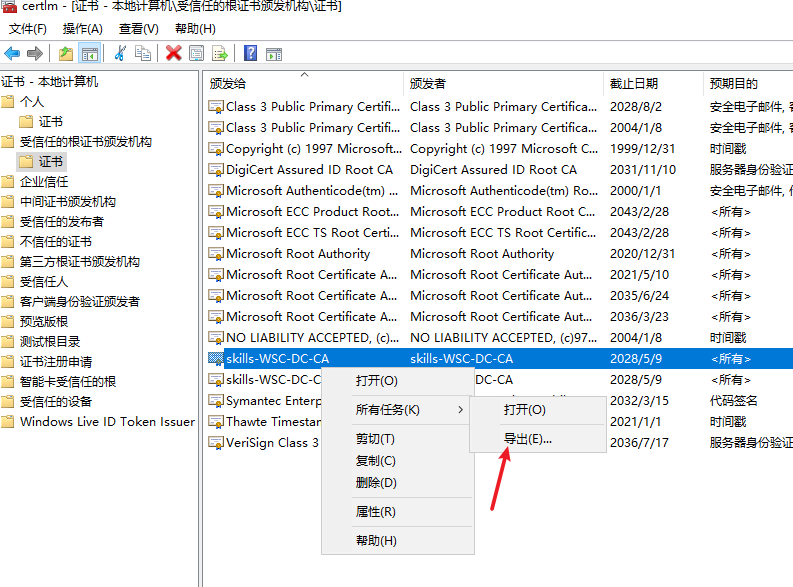 certlm - [证书 - 本地计算机\受信任的根证书颁发机构\证书]
文件(F) 操作(A) 查看(V) 帮助(H)
证书 - 本地计算机
个人
证书
受信任的根证书颁发机构
证书
企业信任
中间证书颁发机构
受信任的发布者
不信任的证书
第三方根证书颁发机构
受信任人
客户端身份验证颁发者
预览版根
测试根目录
证书注册申请
智能卡受信任的根
受信任的设备
Windows Live ID Token Issuer
颁发给 颁发者 截止日期 预期目的
Class 3 Public Primary Certifi... Class 3 Public Primary Certifica... 2028/8/2 安全电子邮件,
Class 3 Public Primary Certifi... Class 3 Public Primary Certifica... 2004/1/8 安全电子邮件,
Copyright (c) 1997 Microsoft... Copyright (c) 1997 Microsoft C... 1999/12/31 时间戳
DigiCert Assured ID Root CA DigiCert Assured ID Root CA 2031/11/10 服务器身份验证
Microsoft Authenticode(tm) ... Microsoft Authenticode(tm) Ro... 2000/1/1 安全电子邮件,
Microsoft ECC Product Root... Microsoft ECC Product Root C... 2043/2/28 <所有>
Microsoft ECC TS Root Certi... Microsoft ECC TS Root Certific... 2043/2/28 <所有>
Microsoft Root Authority Microsoft Root Authority 2020/12/31 <所有>
Microsoft Root Certificate A... Microsoft Root Certificate Aut... 2021/5/10 <所有>
Microsoft Root Certificate A... Microsoft Root Certificate Aut... 2035/6/24 <所有>
Microsoft Root Certificate A... Microsoft Root Certificate Aut... 2036/3/23 <所有>
NO LIABILITY ACCEPTED, (c)... NO LIABILITY ACCEPTED, (c)97... 2004/1/8 时间戳
skills-WSC-DC-CA skills-WSC-DC-CA 2028/5/9 <所有>
skills-WSC-DC-C DC-CA 2028/5/9 <所有>
Symantec Enterp 2032/3/15 代码签名
Thawte Timestan 2021/1/1 时间戳
VeriSign Class 3 2036/7/17 服务器身份验证
打开(O)
所有任务(K)
剪切(T)
复制(C)
删除(D)
属性(R)
帮助(H)
打开(O)
导出(E)...